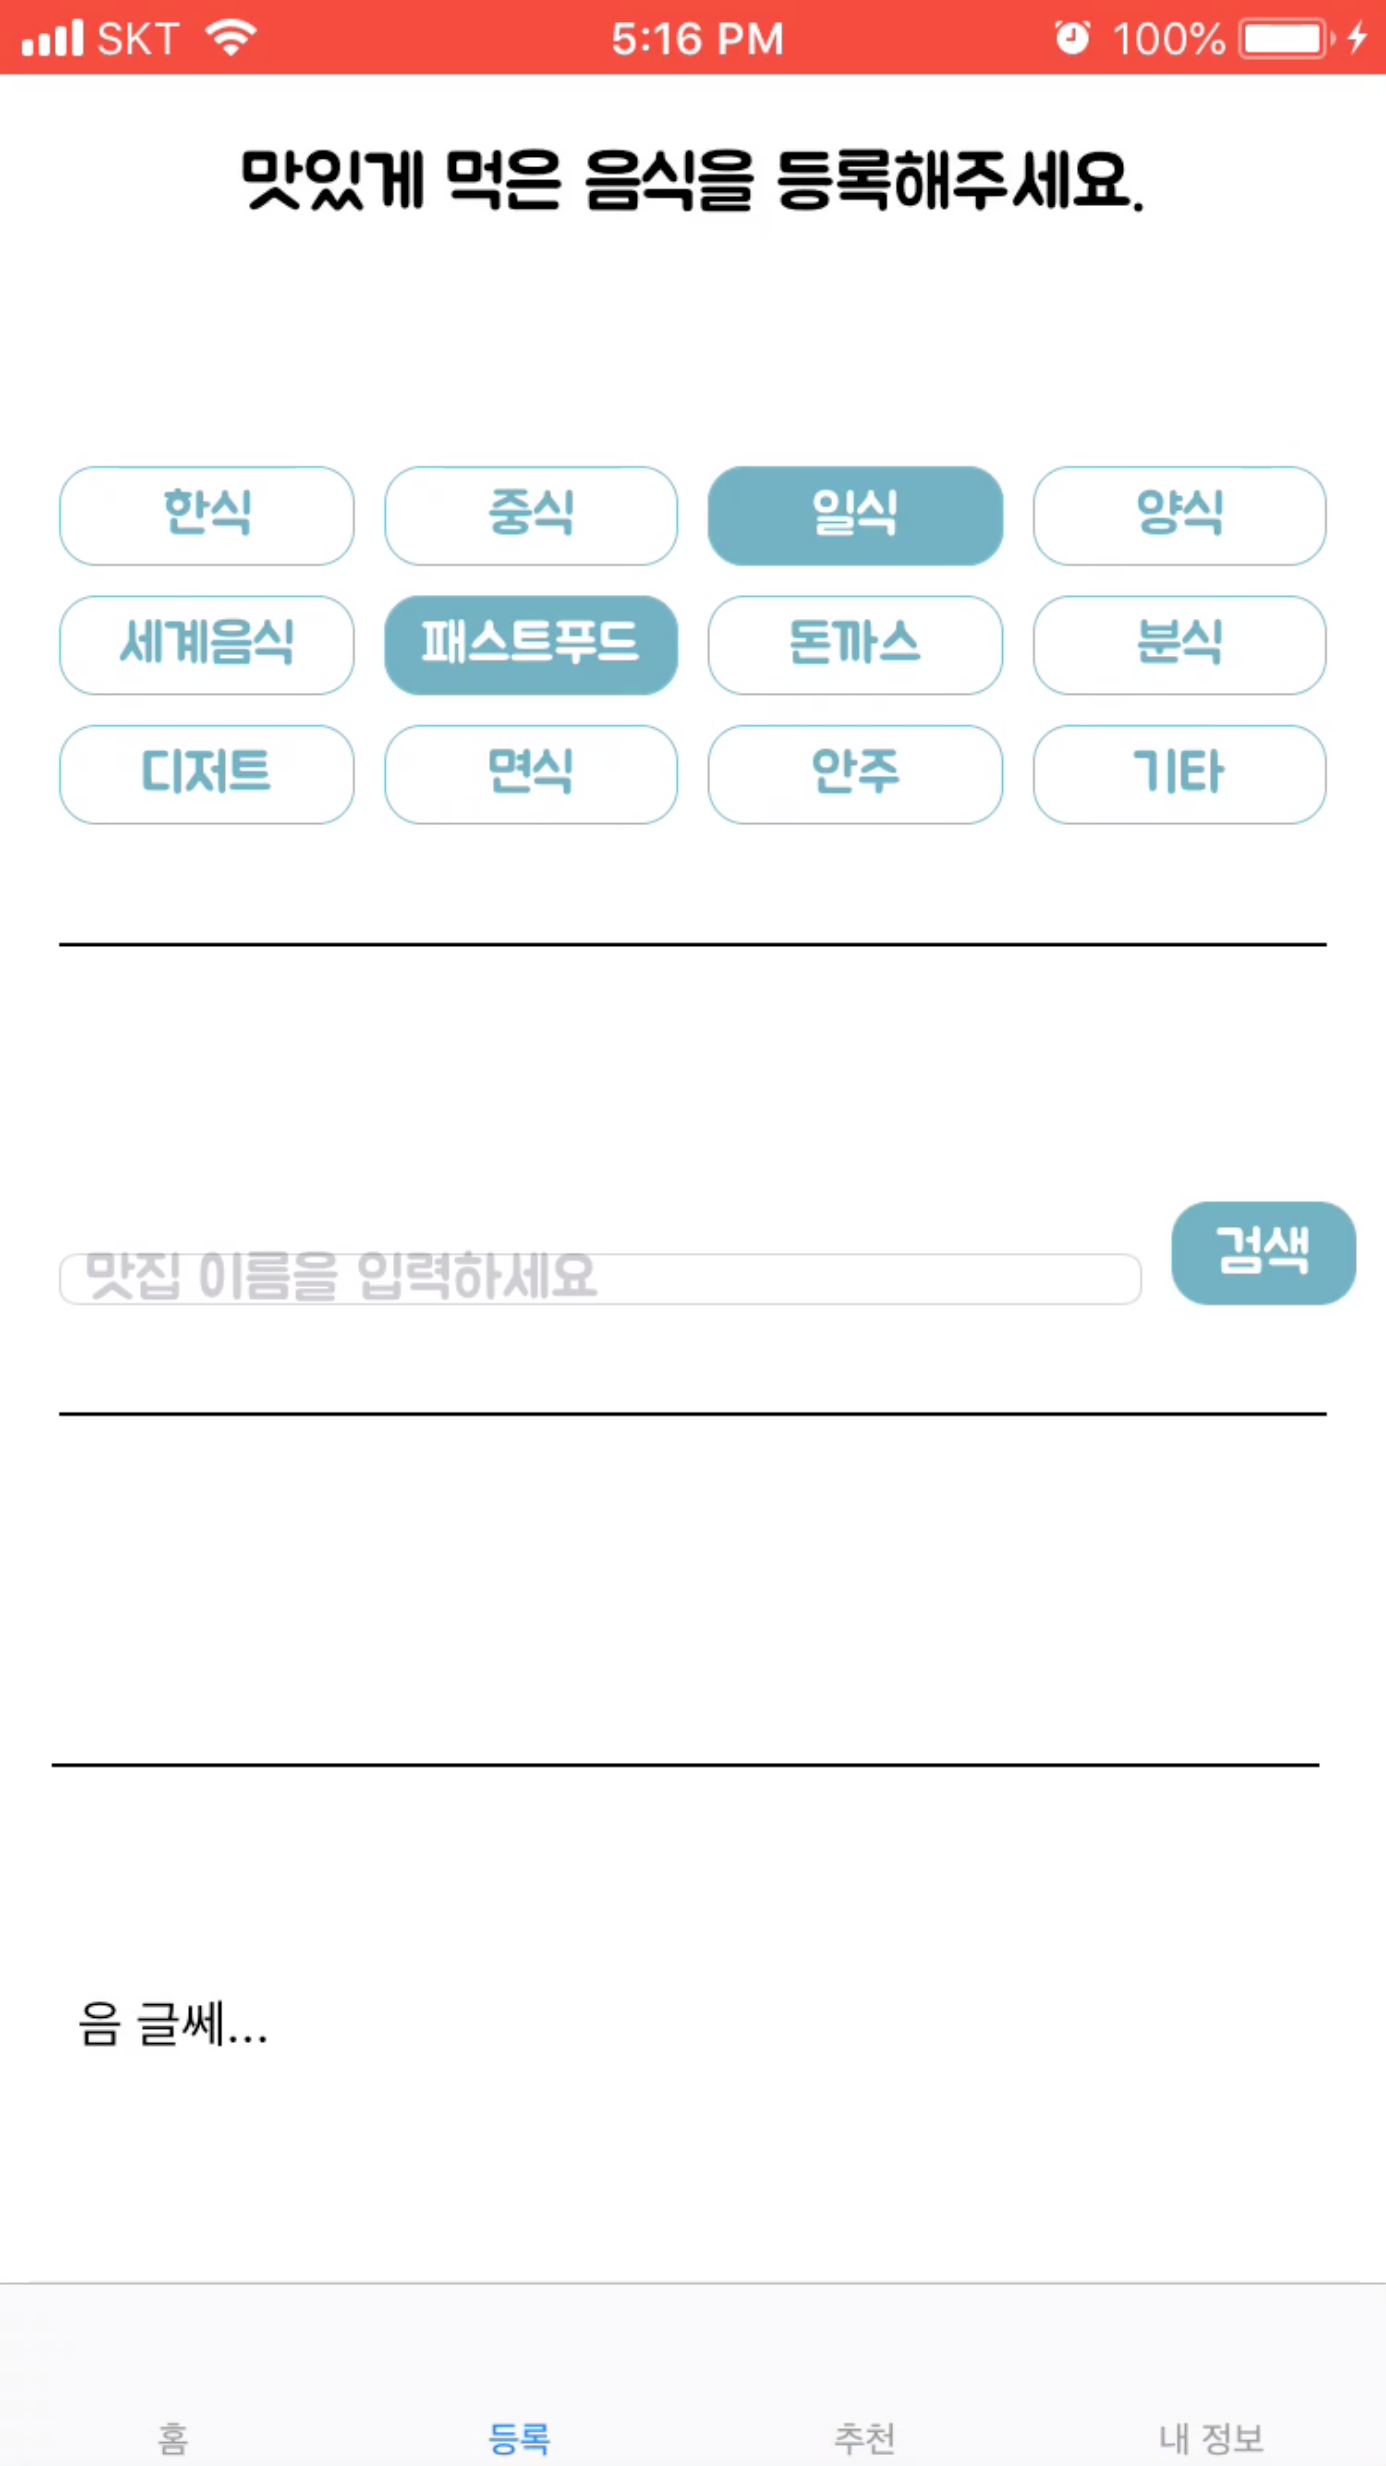 SKT 5:16 PM 100%
맛있게 먹은 음식을 등록해주세요.
한식 중식 일식 양식
세계음식 패스트푸드 돈까스 분식
디저트 면식 안주 기타
맛집 이름을 입력하세요 검색
음 글쎄...
홈 등록 추천 내 정보